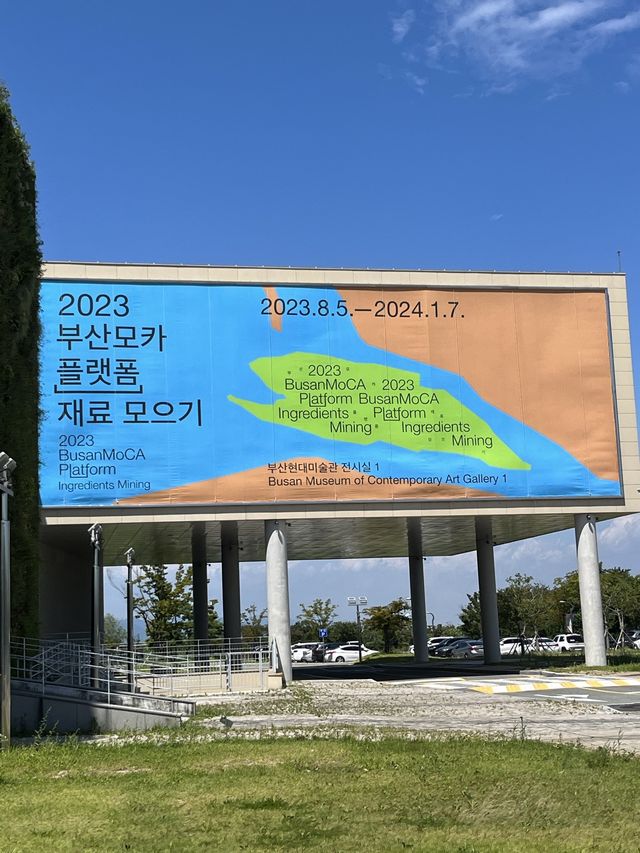 2023
부산모카
플랫폼
재료 모으기
2023
BusanMoCA
Platform
Ingredients Mining
2023.8.5.—2024.1.7.
2023
BusanMoCA
Platform
Ingredients
Mining
2023
BusanMoCA
Platform
Ingredients
Mining
부산현대미술관 전시실 1
Busan Museum of Contemporary Art Gallery 1